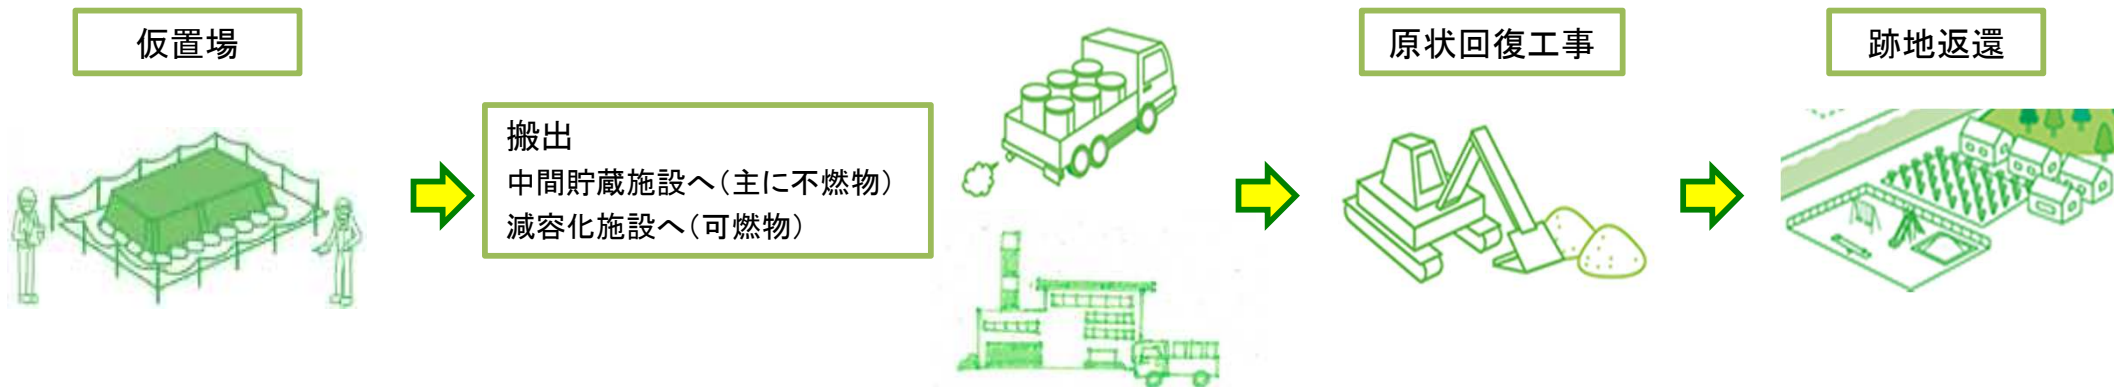 仮置場
搬出
中間貯蔵施設へ（主に不燃物）
減容化施設へ（可燃物）
原状回復工事
跡地返還